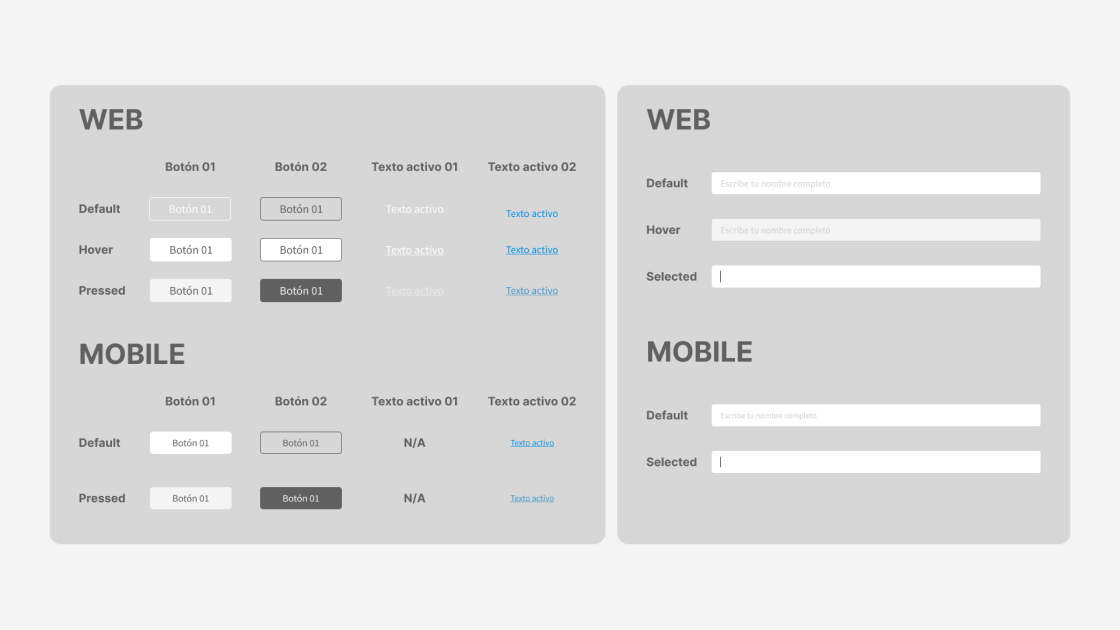 WEB
Botón 01 Botón 02 Texto activo 01 Texto activo 02
Default Botón 01 Botón 01 Texto activo Texto activo
Hover Botón 01 Botón 01 Texto activo Texto activo
Pressed Botón 01 Botón 01 Texto activo Texto activo
MOBILE
Botón 01 Botón 02 Texto activo 01 Texto activo 02
Default Botón 01 Botón 01 N/A Texto activo
Pressed Botón 01 Botón 01 N/A Texto activo
WEB
Default Escribe tu nombre completo
Hover Escribe tu nombre completo
Selected
MOBILE
Default Escribe tu nombre completo
Selected